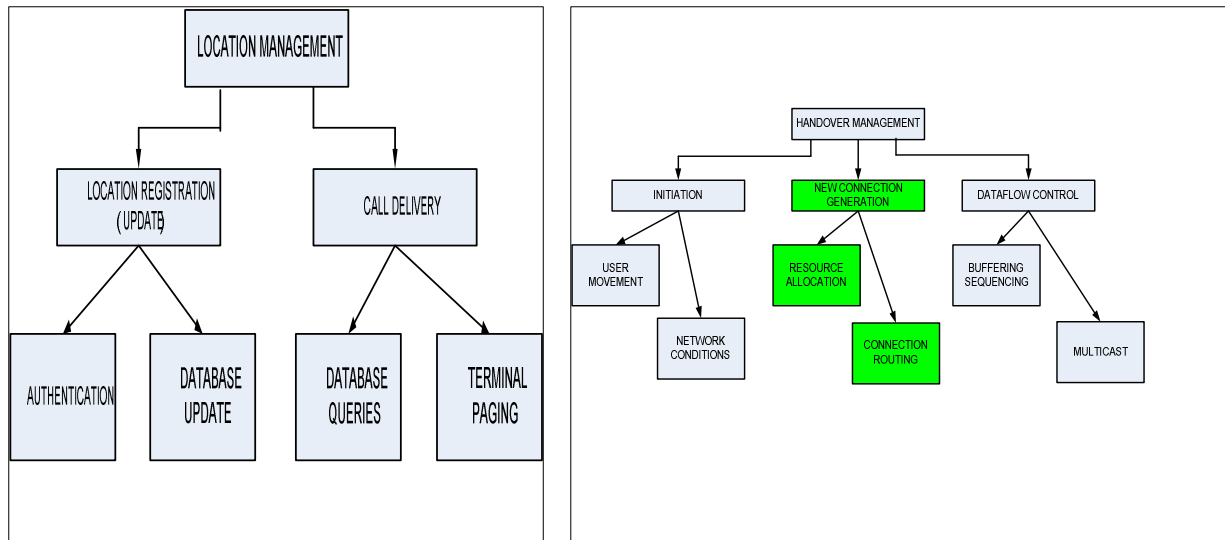 LOCATION MANAGEMENT
LOCATION REGISTRATION
(UPDATE)
CALL DELIVERY
AUTHENTICATION
DATABASE
UPDATE
DATABASE
QUERIES
TERMINAL
PAGING
HANDOVER MANAGEMENT
INITIATION
NEW CONNECTION
GENERATION
DATAFLOW CONTROL
USER
MOVEMENT
RESOURCE
ALLOCATION
BUFFERING
SEQUENCING
NETWORK
CONDITIONS
CONNECTION
ROUTING
MULTICAST